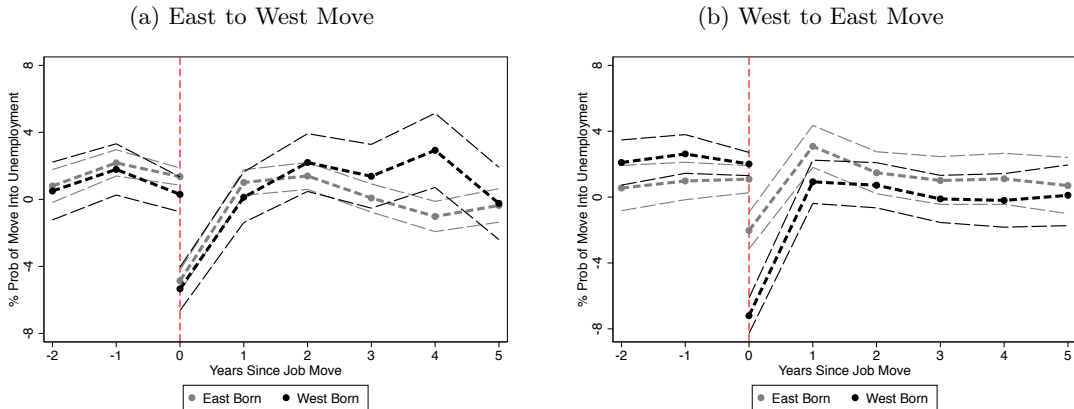 (a) East to West Move
% Prob of Move Into Unemployment
8
4
0
-4
-8
-2
-1
0
1
2
3
4
5
Years Since Job Move
East Born
West Born
(b) West to East Move
% Prob of Move Into Unemployment
8
4
0
-4
-8
-2
-1
0
1
2
3
4
5
Years Since Job Move
East Born
West Born